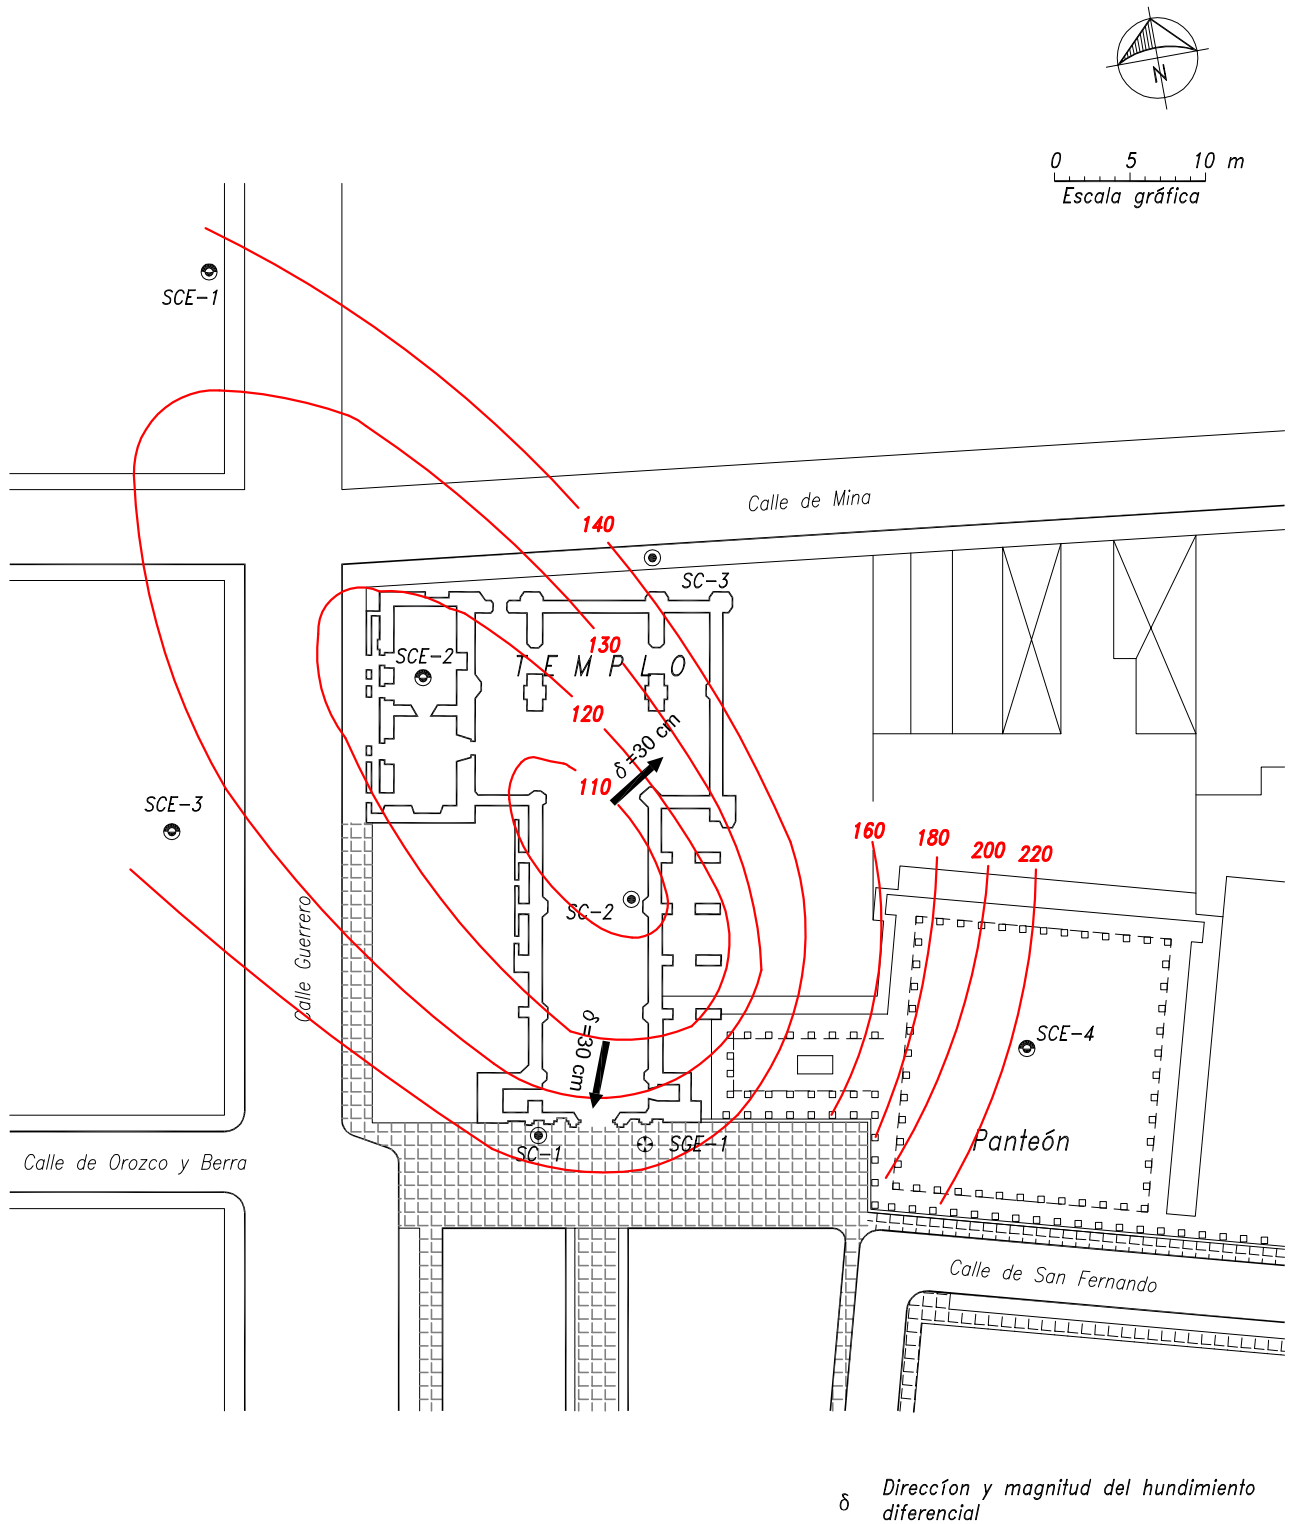 N
0 5 10 m
Escala gráfica
SCE-1
Calle de Mina
140
SC-3
130
SCE-2
TEMPLO
120
δ=30 cm
110
SCE-3
160
180
200
220
SC-2
Calle Guerrero
δ=30 cm
SCE-4
SC-1
SCE-1
Panteón
Calle de Orozco y Berra
Calle de San Fernando
δ Direccíon y magnitud del hundimiento
diferencial